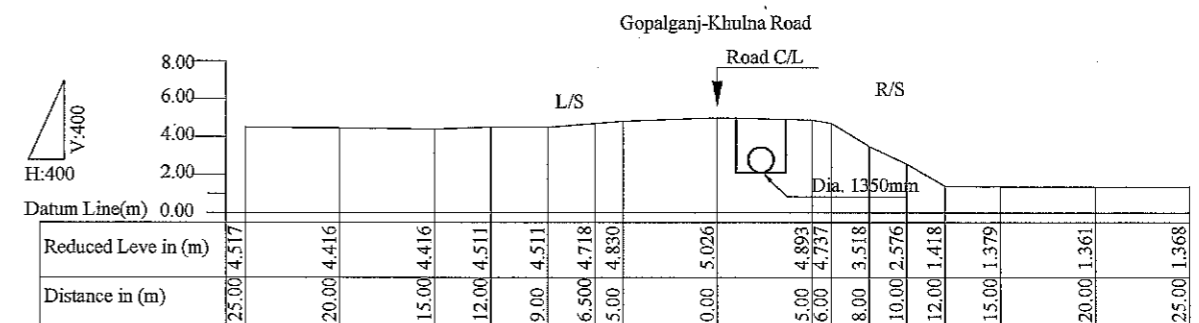 Gopalganj-Khulna Road
Road C/L
L/S
R/S
8.00
6.00
4.00
2.00
V:400
H:400
Dia, 1350mm
Datum Line(m) 0.00
Reduced Leve in (m) 4.517 4.416 4.416 4.511 4.511 4.718 4.830 5.026 4.893 4.737 3.518 2.576 1.418 1.379 1.361 1.368
Distance in (m) 25.00 20.00 15.00 12.00 9.00 6.500 5.00 0.00 5.00 6.00 8.00 10.00 12.00 15.00 20.00 25.00